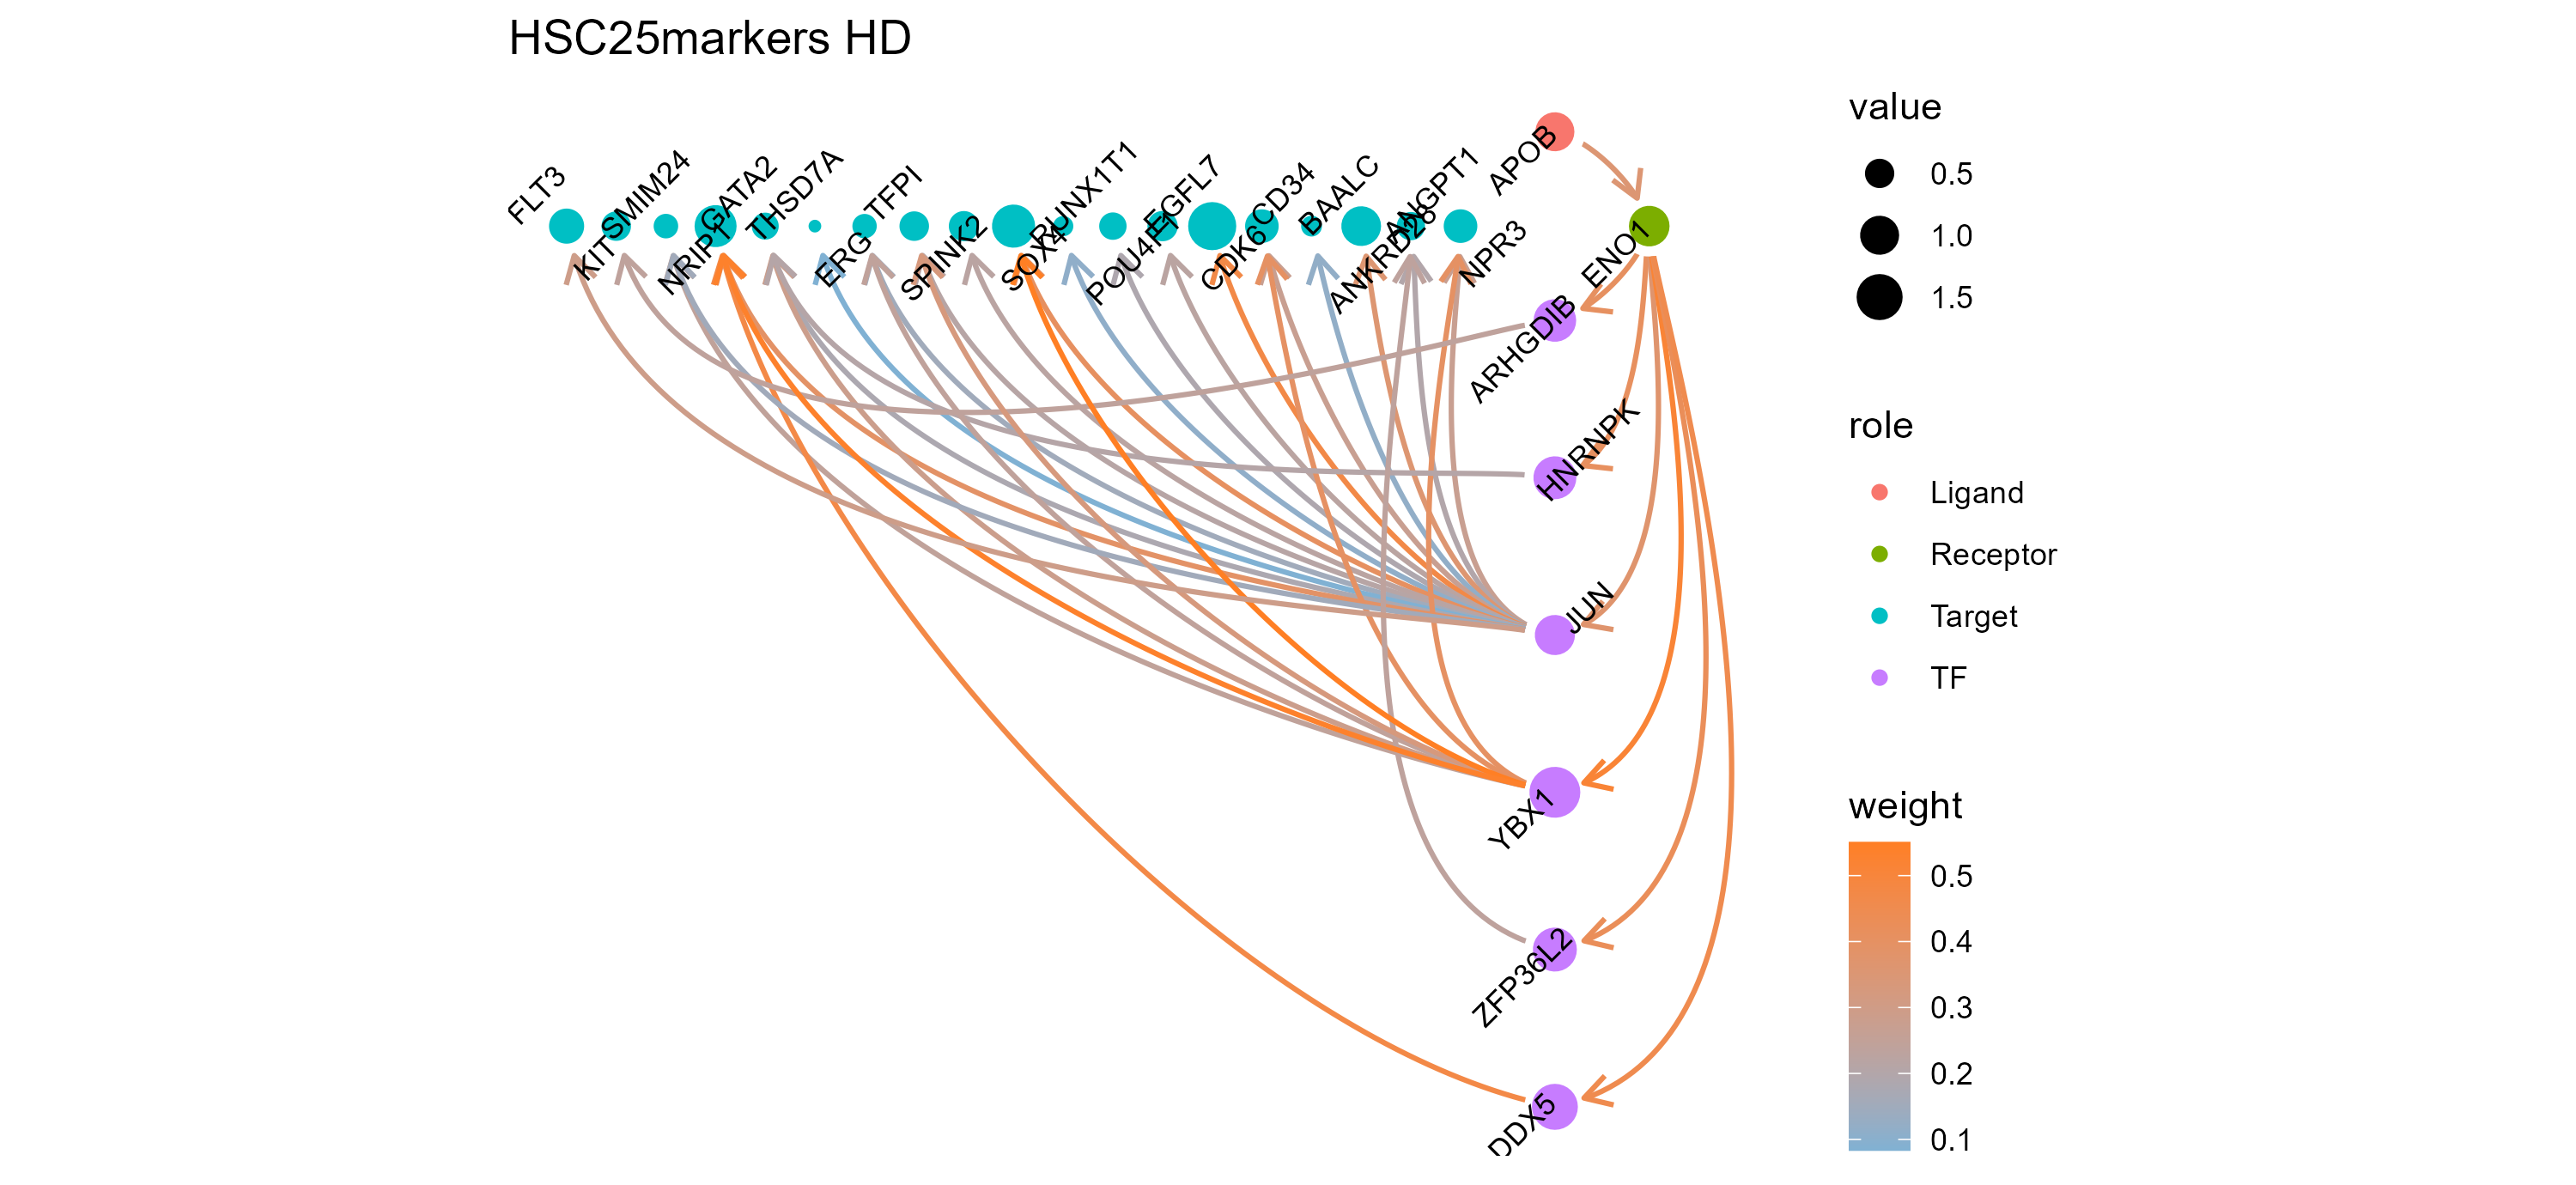 HSC25markers HD
FLT3
KIT
SMIM24
NRIP1
GATA2
THSD7A
ERG
TFPI
SPINK2
SOX4
RUNX1T1
POU4F1
EGFL7
CDK6
CD34
BAALC
ANKRD28
ANGPT1
NPR3
APOB
ENO1
ARHGDIB
HNRNPK
JUN
YBX1
ZFP36L2
DDX5
value
0.5
1.0
1.5
role
Ligand
Receptor
Target
TF
weight
0.5
0.4
0.3
0.2
0.1